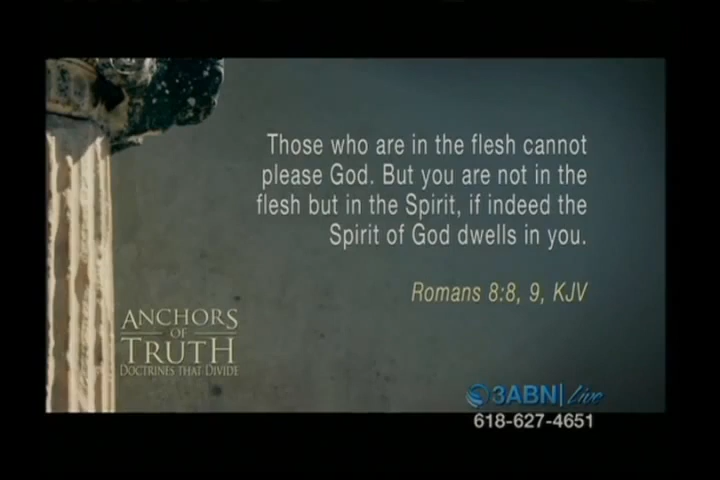 Those who are in the flesh cannot
please God. But you are not in the
flesh but in the Spirit, if indeed the
Spirit of God dwells in you.
Romans 8:8, 9, KJV
ANCHORS
OF
TRUTH
DOCTRINES THAT DIVIDE
3ABN Live
618-627-4651